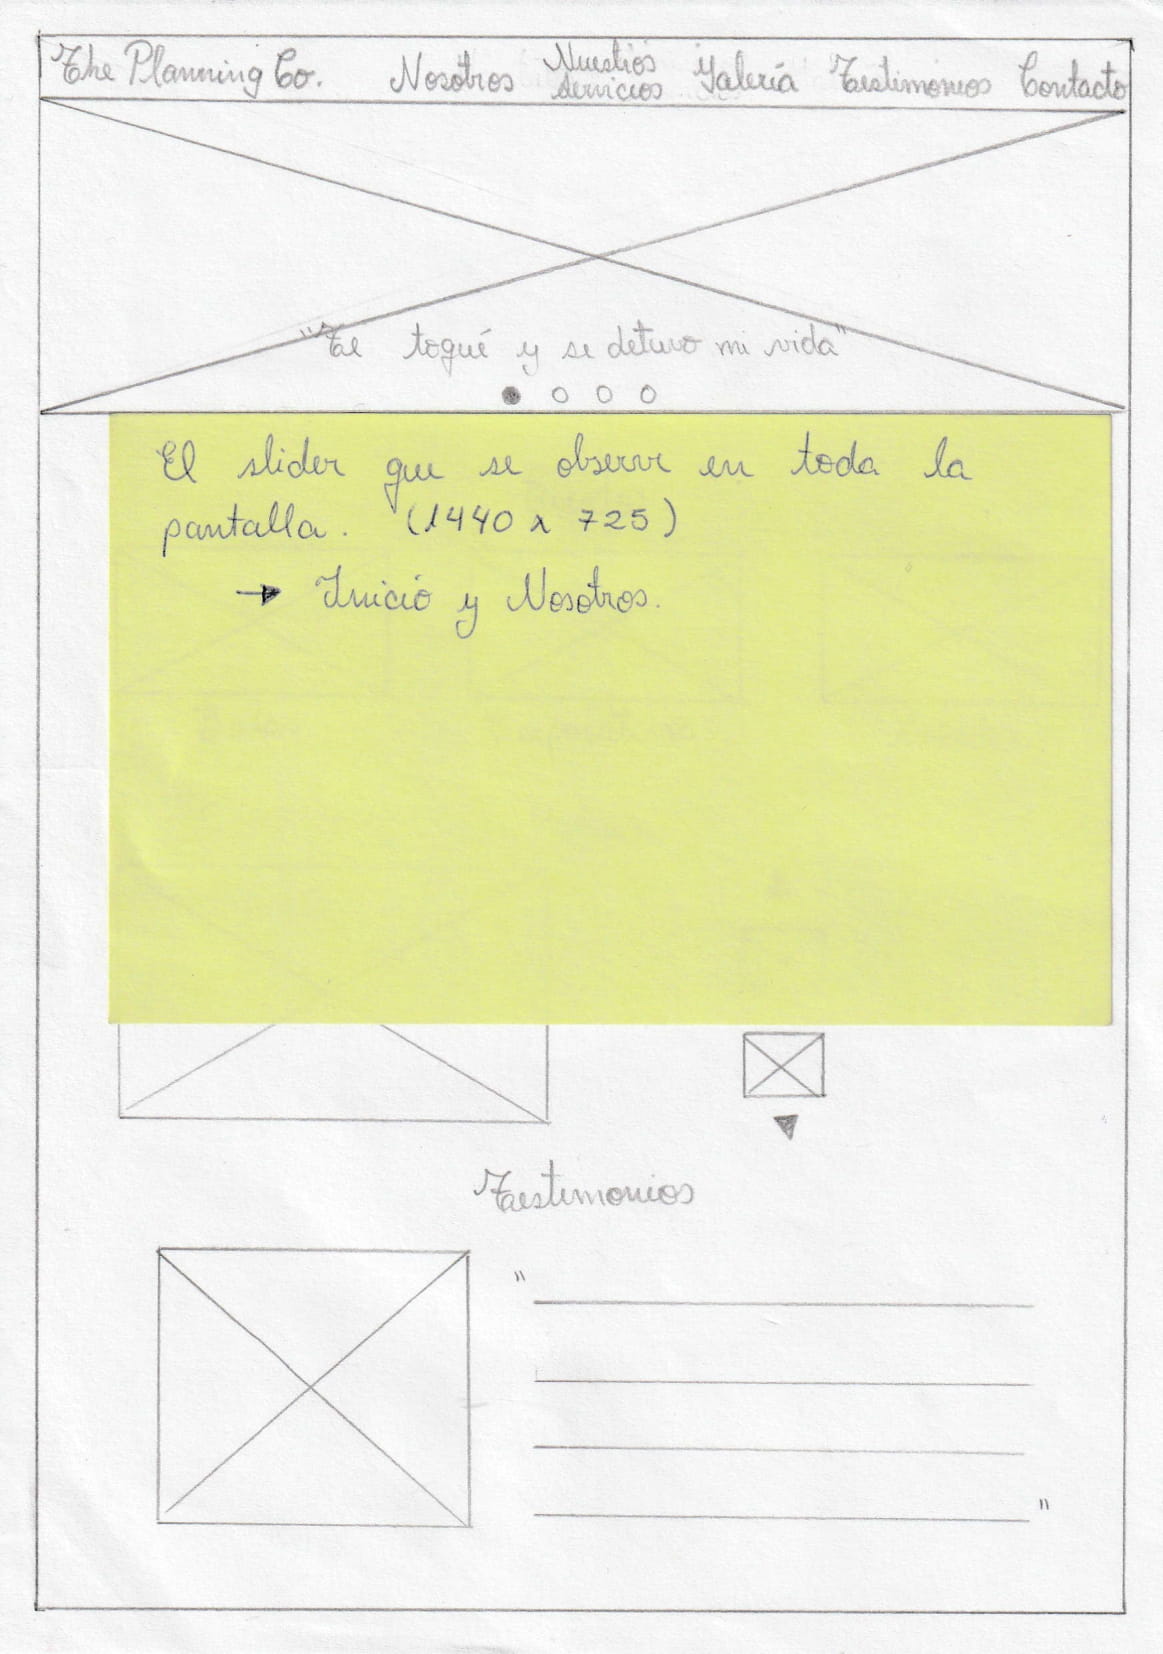 The Planning Co. Nosotros Nuestros servicios Galería Testimonios Contacto
"Te toqué y se detuvo mi vida"
El slider que se observe en toda la
pantalla. (1440 x 725)
→ Inicio y Nosotros.
Testimonios
"
"